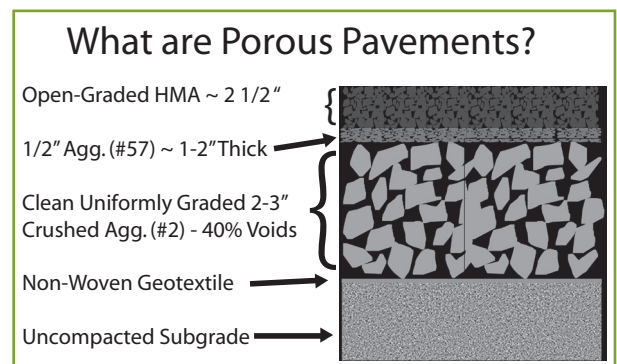 What are Porous Pavements?
Open-Graded HMA ~ 2 1/2“
1/2” Agg. (#57) ~ 1-2” Thick
Clean Uniformly Graded 2-3”
Crushed Agg. (#2) - 40% Voids
Non-Woven Geotextile
Uncompacted Subgrade